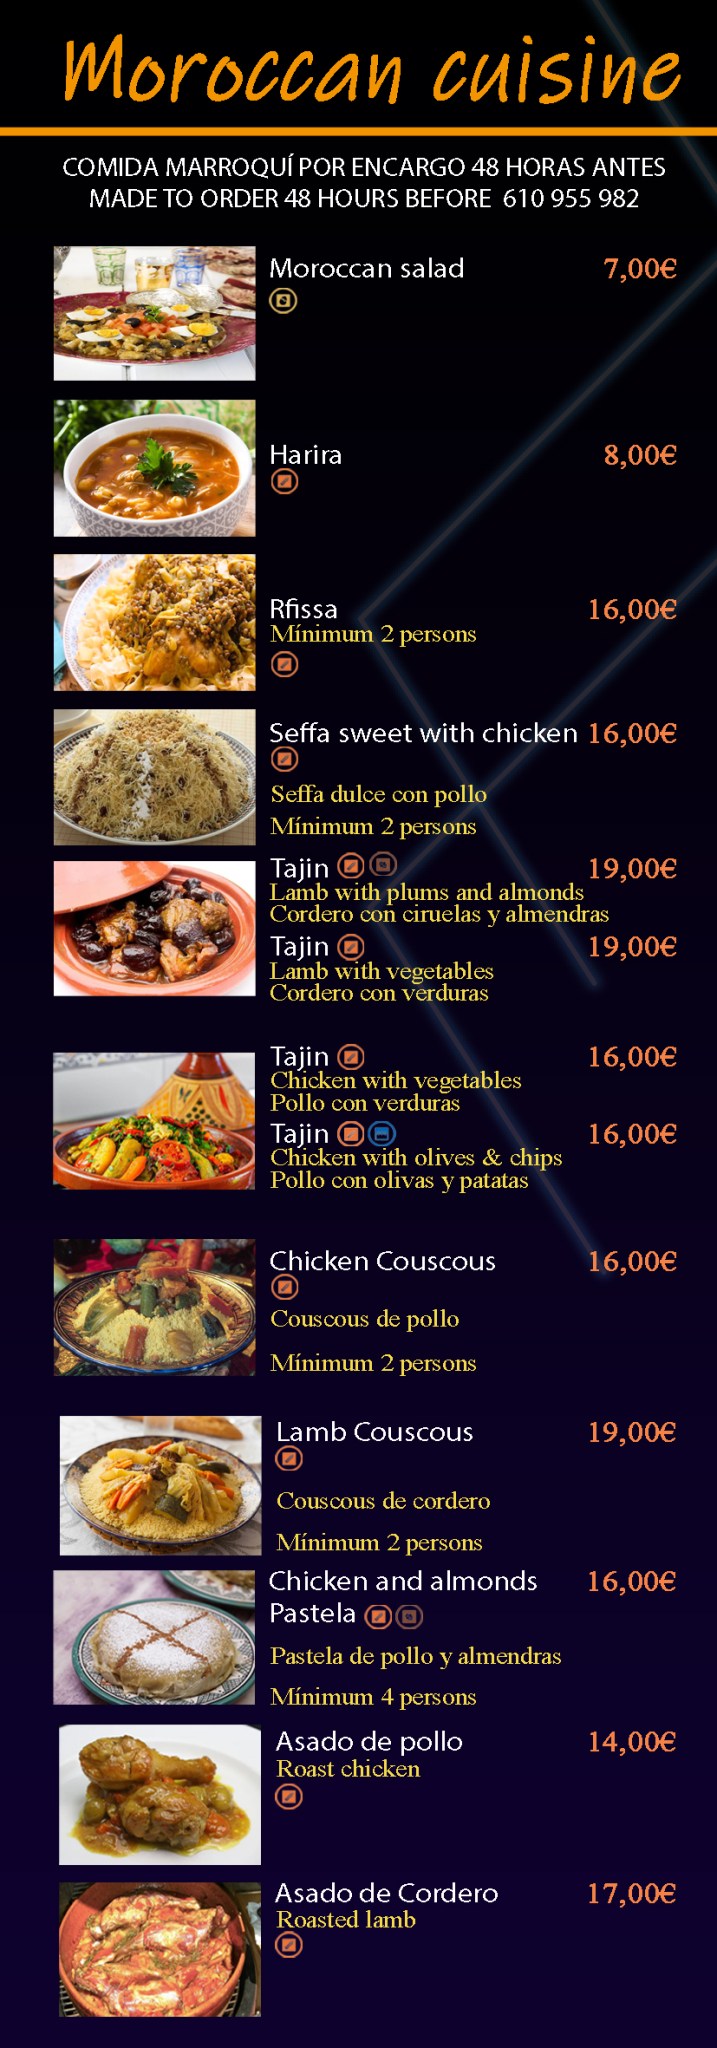 Moroccan cuisine
COMIDA MARROQUÍ POR ENCARGO 48 HORAS ANTES
MADE TO ORDER 48 HOURS BEFORE 610 955 982
Moroccan salad 7,00€
Harira 8,00€
Rfissa 16,00€
Mínimum 2 persons
Seffa sweet with chicken 16,00€
Seffa dulce con pollo
Mínimum 2 persons
Tajin 19,00€
Lamb with plums and almonds
Cordero con ciruelas y almendras
Tajin 19,00€
Lamb with vegetables
Cordero con verduras
Tajin 16,00€
Chicken with vegetables
Pollo con verduras
Tajin 16,00€
Chicken with olives & chips
Pollo con olivas y patatas
Chicken Couscous 16,00€
Couscous de pollo
Mínimum 2 persons
Lamb Couscous 19,00€
Couscous de cordero
Mínimum 2 persons
Chicken and almonds 16,00€
Pastela
Pastela de pollo y almendras
Mínimum 4 persons
Asado de pollo 14,00€
Roast chicken
Asado de Cordero 17,00€
Roasted lamb